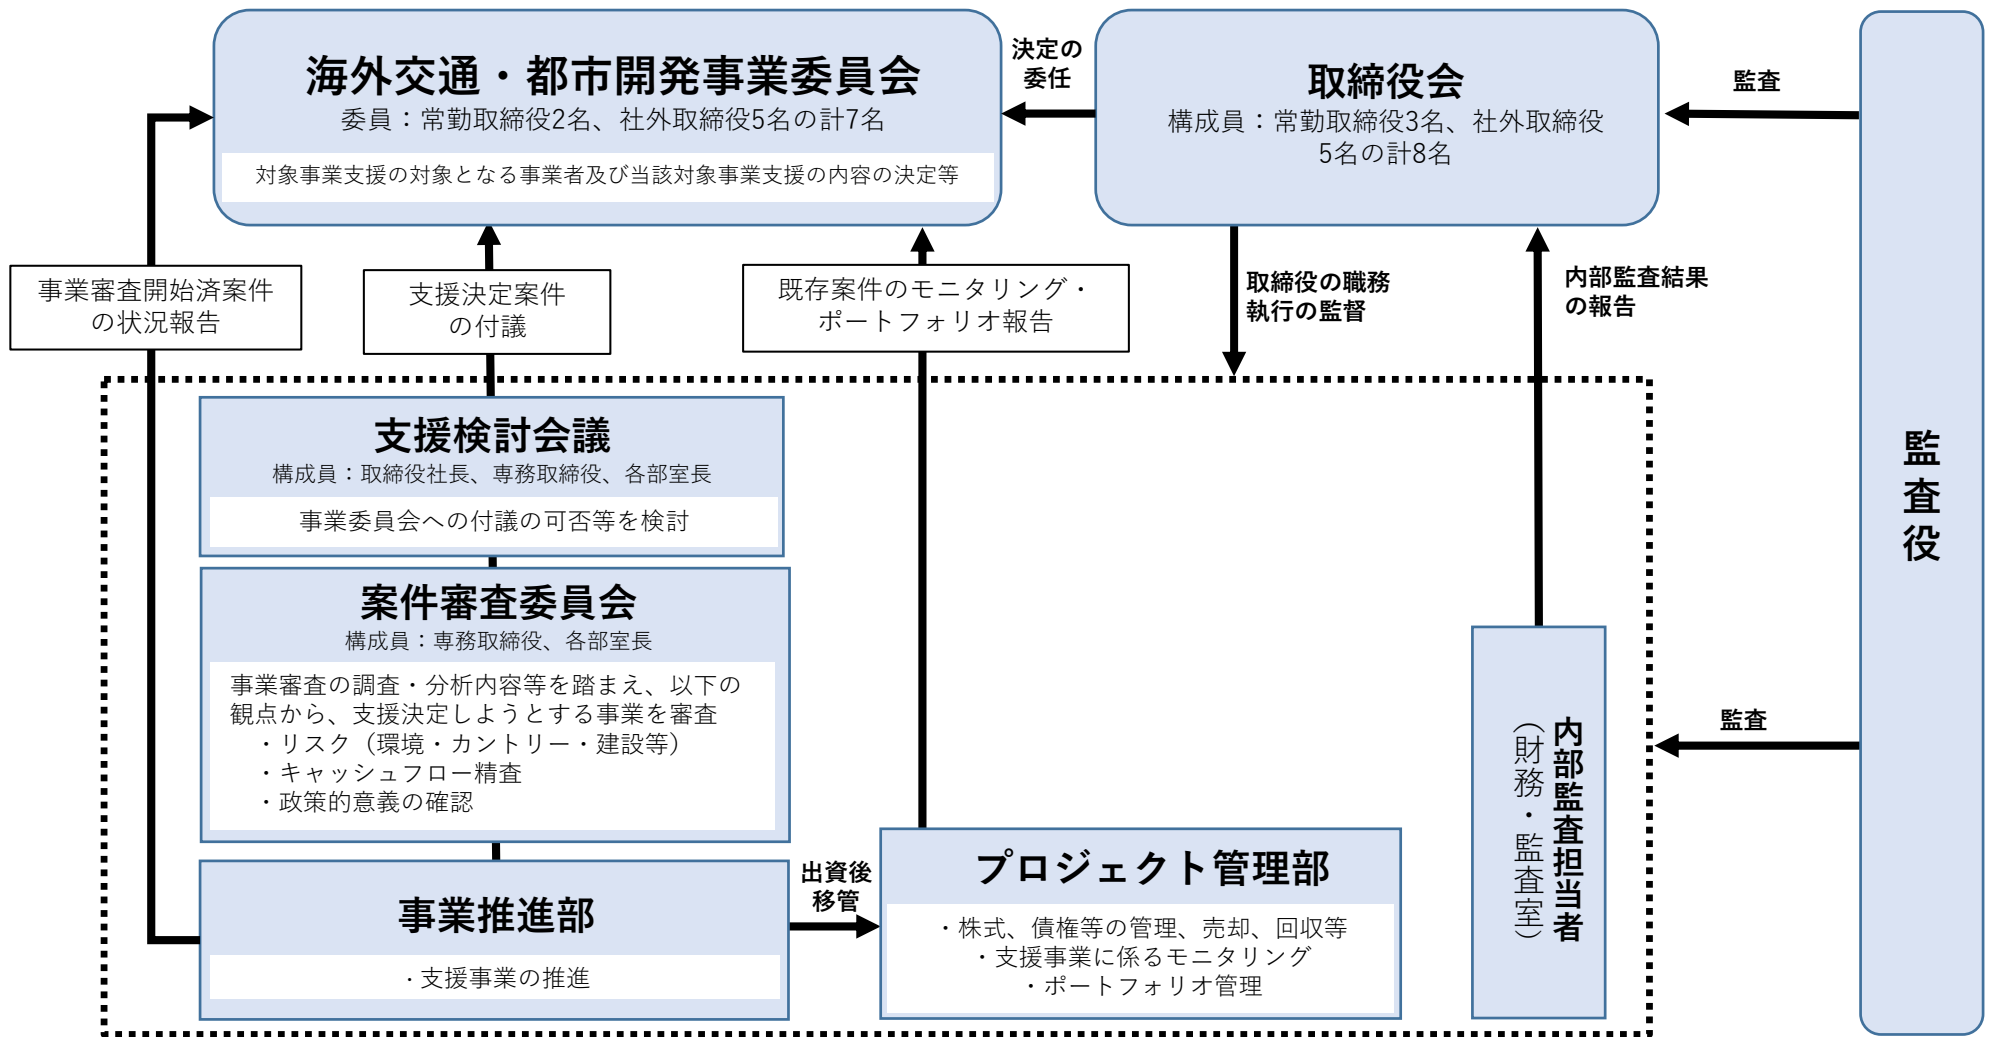 海外交通・都市開発事業委員会
委員：常勤取締役2名、社外取締役5名の計7名
対象事業支援の対象となる事業者及び当該対象事業支援の内容の決定等
決定の
委任
取締役会
構成員：常勤取締役3名、社外取締役
5名の計8名
監査
事業審査開始済案件
の状況報告
支援決定案件
の付議
既存案件のモニタリング・
ポートフォリオ報告
取締役の職務
執行の監督
内部監査結果
の報告
支援検討会議
構成員：取締役社長、専務取締役、各部室長
事業委員会への付議の可否等を検討
案件審査委員会
構成員：専務取締役、各部室長
事業審査の調査・分析内容等を踏まえ、以下の
観点から、支援決定しようとする事業を審査
・リスク（環境・カントリー・建設等）
・キャッシュフロー精査
・政策的意義の確認
事業推進部
・支援事業の推進
出資後
移管
プロジェクト管理部
・株式、債権等の管理、売却、回収等
・支援事業に係るモニタリング
・ポートフォリオ管理
内部監査担当者
（財務・監査室）
監査
監査役